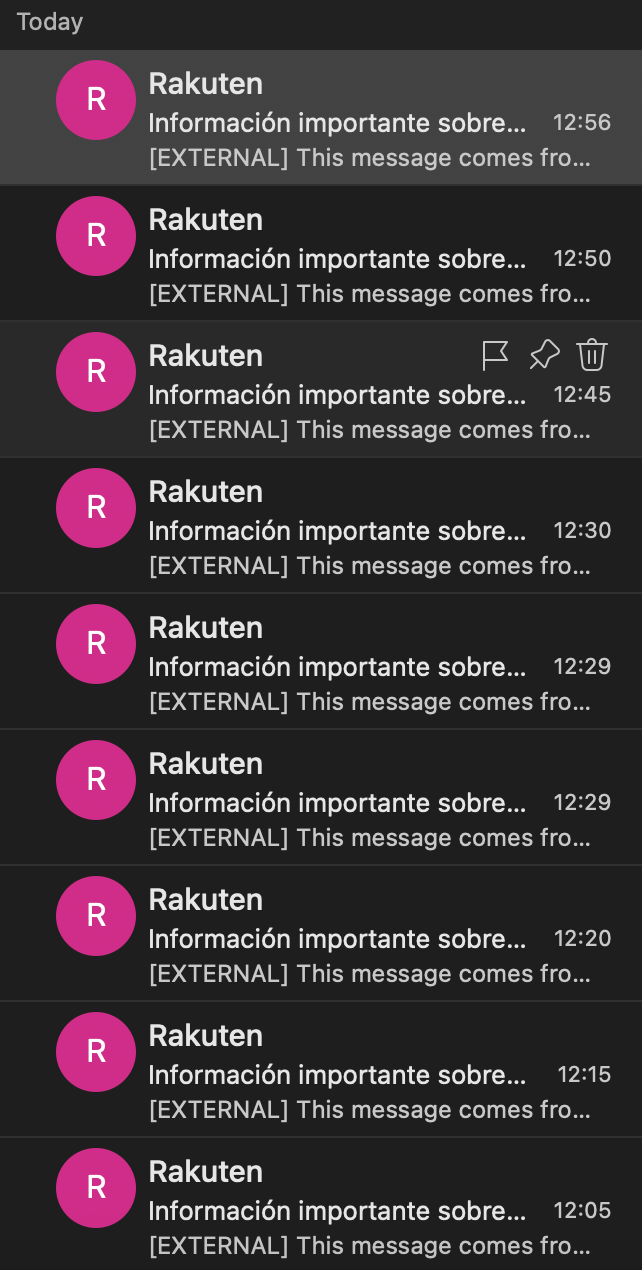 Today
R
Rakuten
Información importante sobre... 12:56
[EXTERNAL] This message comes fro...
R
Rakuten
Información importante sobre... 12:50
[EXTERNAL] This message comes fro...
R
Rakuten
Información importante sobre... 12:45
[EXTERNAL] This message comes fro...
R
Rakuten
Información importante sobre... 12:30
[EXTERNAL] This message comes fro...
R
Rakuten
Información importante sobre... 12:29
[EXTERNAL] This message comes fro...
R
Rakuten
Información importante sobre... 12:29
[EXTERNAL] This message comes fro...
R
Rakuten
Información importante sobre... 12:20
[EXTERNAL] This message comes fro...
R
Rakuten
Información importante sobre... 12:15
[EXTERNAL] This message comes fro...
R
Rakuten
Información importante sobre... 12:05
[EXTERNAL] This message comes fro...